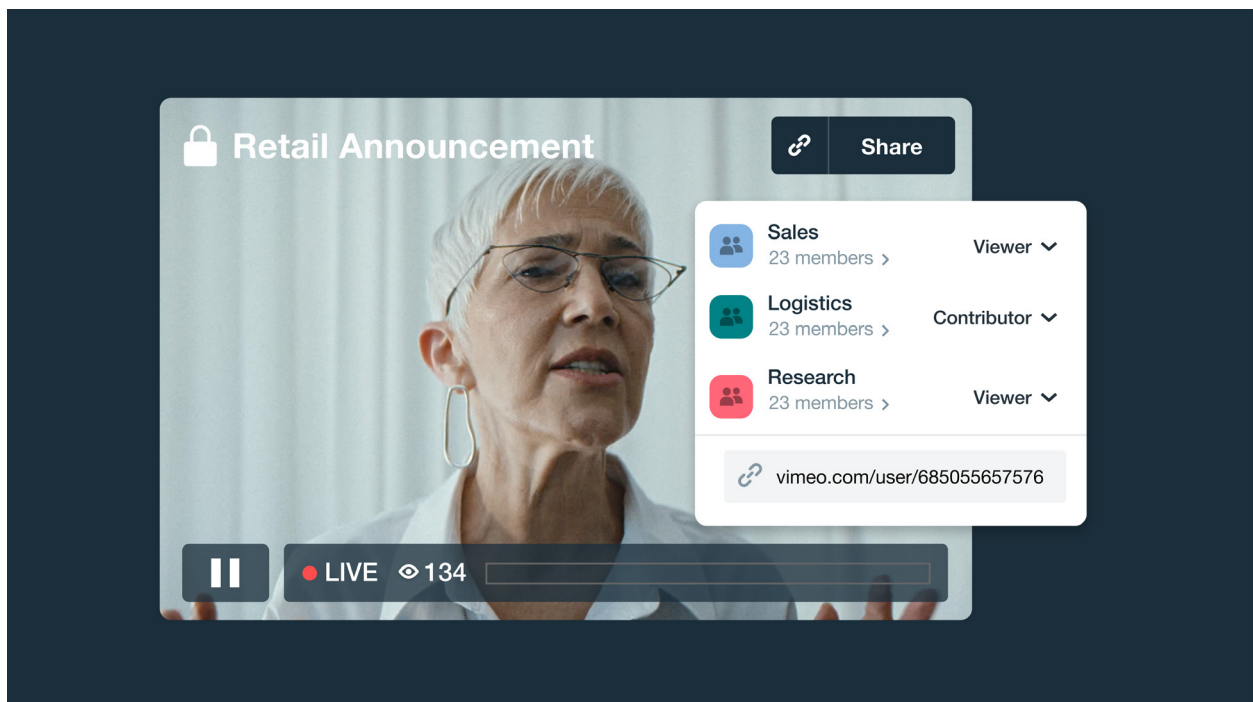 Retail Announcement
Share
Sales
23 members
Viewer
Logistics
23 members
Contributor
Research
23 members
Viewer
vimeo.com/user/685055657576
LIVE 134